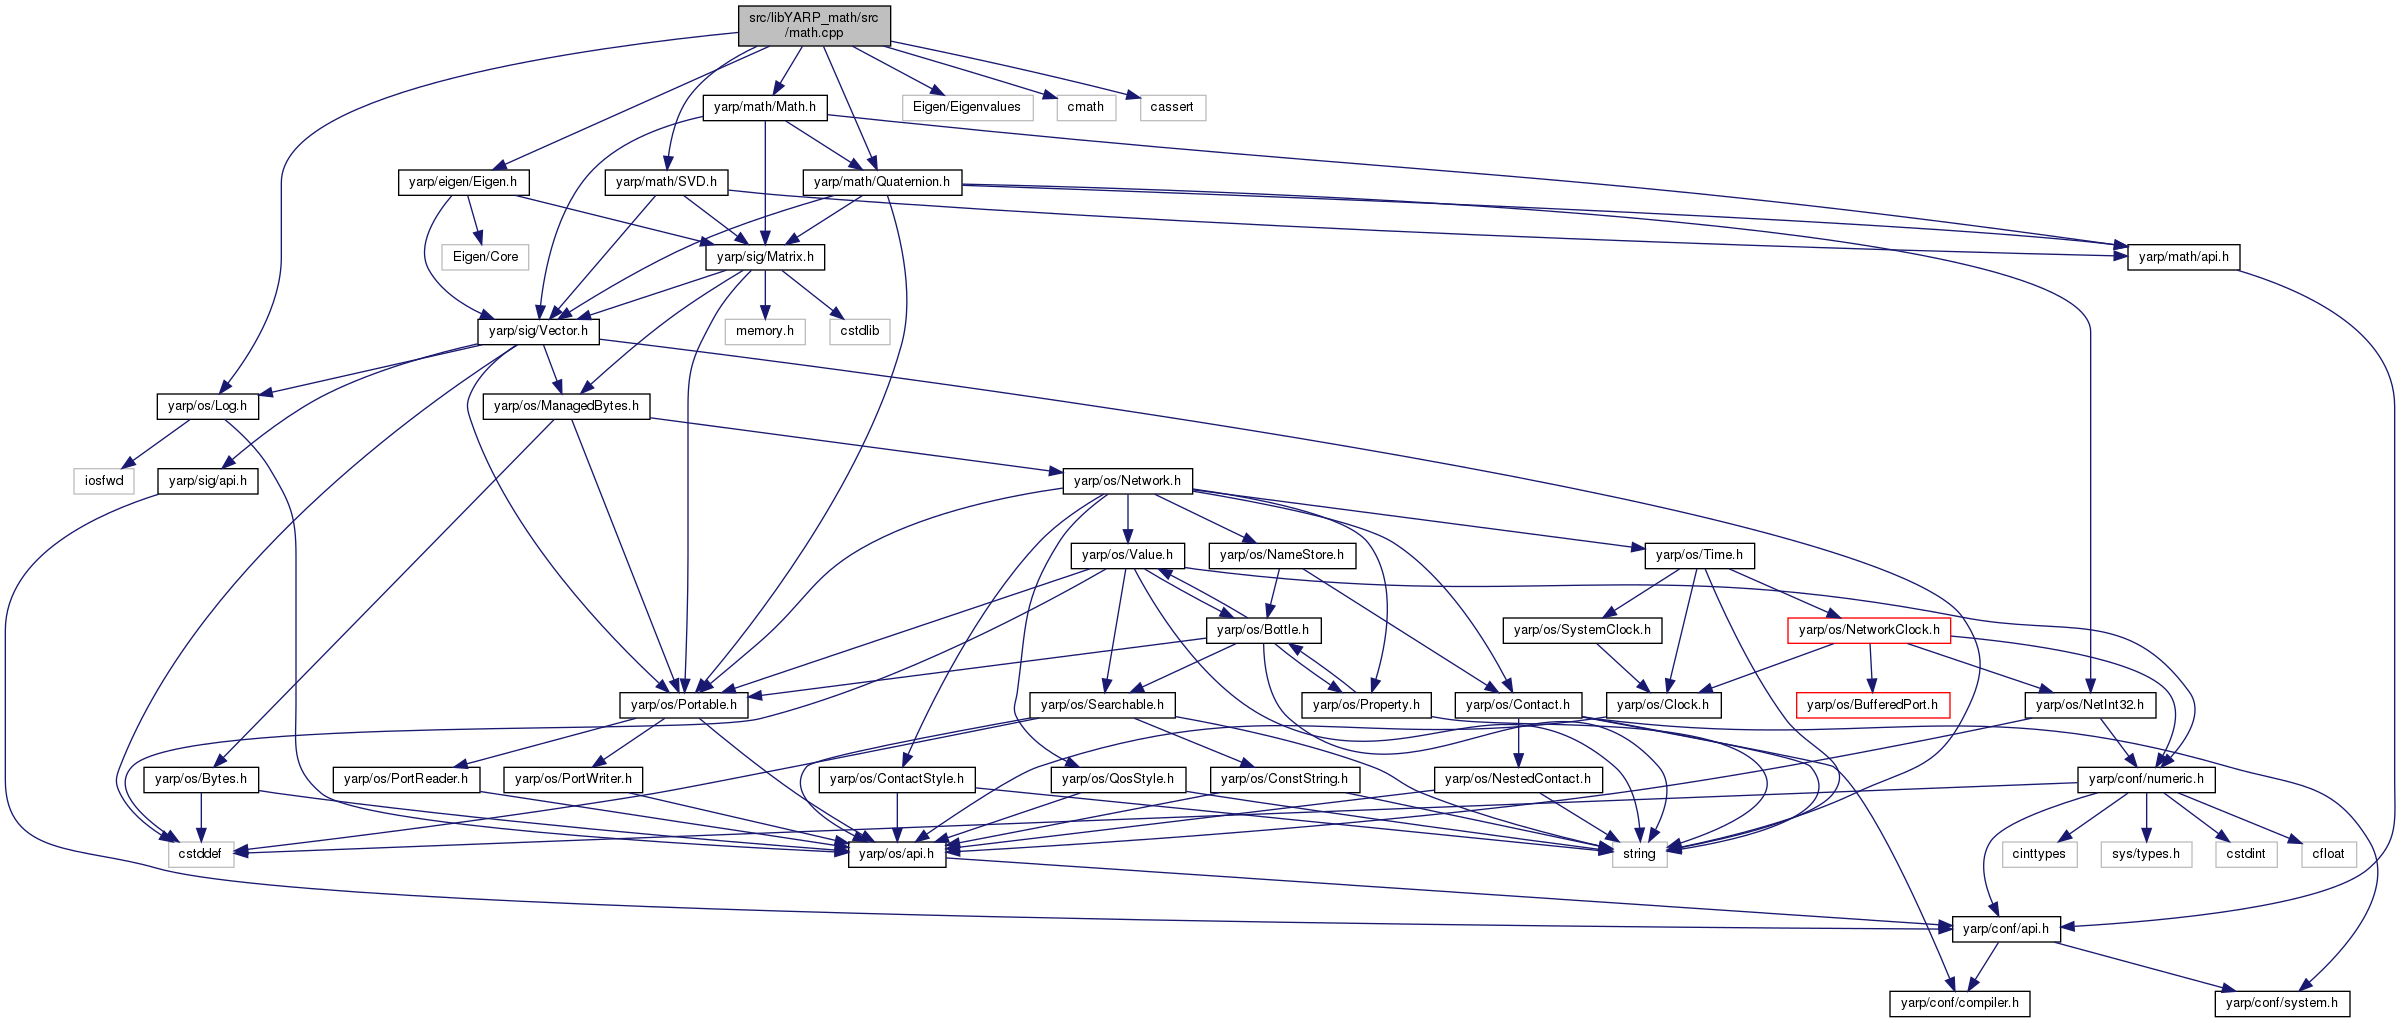 src/libYARP_math/src
/math.cpp
yarp/math/Math.h
Eigen/Eigenvalues
cmath
cassert
yarp/eigen/Eigen.h
yarp/math/SVD.h
yarp/math/Quaternion.h
Eigen/Core
yarp/sig/Matrix.h
yarp/math/api.h
yarp/sig/Vector.h
memory.h
cstdlib
yarp/os/Log.h
yarp/os/ManagedBytes.h
iosfwd
yarp/sig/api.h
yarp/os/Network.h
yarp/os/Value.h
yarp/os/NameStore.h
yarp/os/Time.h
yarp/os/Bottle.h
yarp/os/SystemClock.h
yarp/os/NetworkClock.h
yarp/os/Portable.h
yarp/os/Searchable.h
yarp/os/Property.h
yarp/os/Contact.h
yarp/os/Clock.h
yarp/os/BufferedPort.h
yarp/os/NetInt32.h
yarp/os/Bytes.h
yarp/os/PortReader.h
yarp/os/PortWriter.h
yarp/os/ContactStyle.h
yarp/os/QosStyle.h
yarp/os/ConstString.h
yarp/os/NestedContact.h
yarp/conf/numeric.h
cstddef
yarp/os/api.h
string
cinttypes
sys/types.h
cstdint
cfloat
yarp/conf/api.h
yarp/conf/compiler.h
yarp/conf/system.h